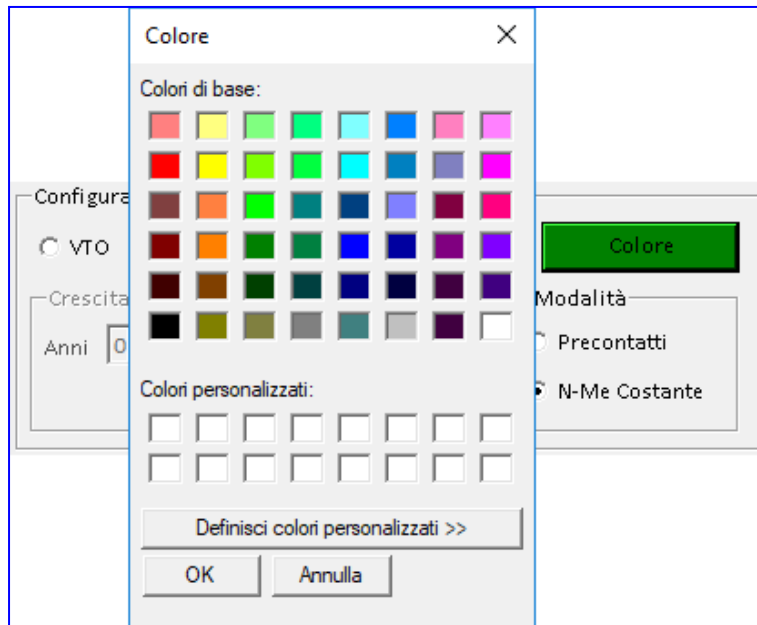 Colore
Colori di base:
Configura
VTO
Colore
Crescita
Modalità
Anni 0
Precontatti
N-Me Costante
Colori personalizzati:
Definisci colori personalizzati >>
OK
Annulla